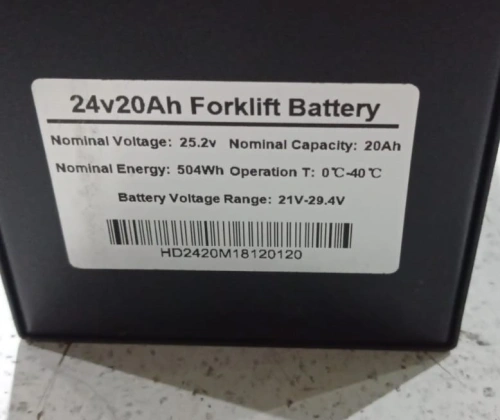 24v20Ah Forklift Battery
Nominal Voltage: 25.2v Nominal Capacity: 20Ah
Nominal Energy: 504Wh Operation T: 0℃-40℃
Battery Voltage Range: 21V-29.4V
HD2420M18120120